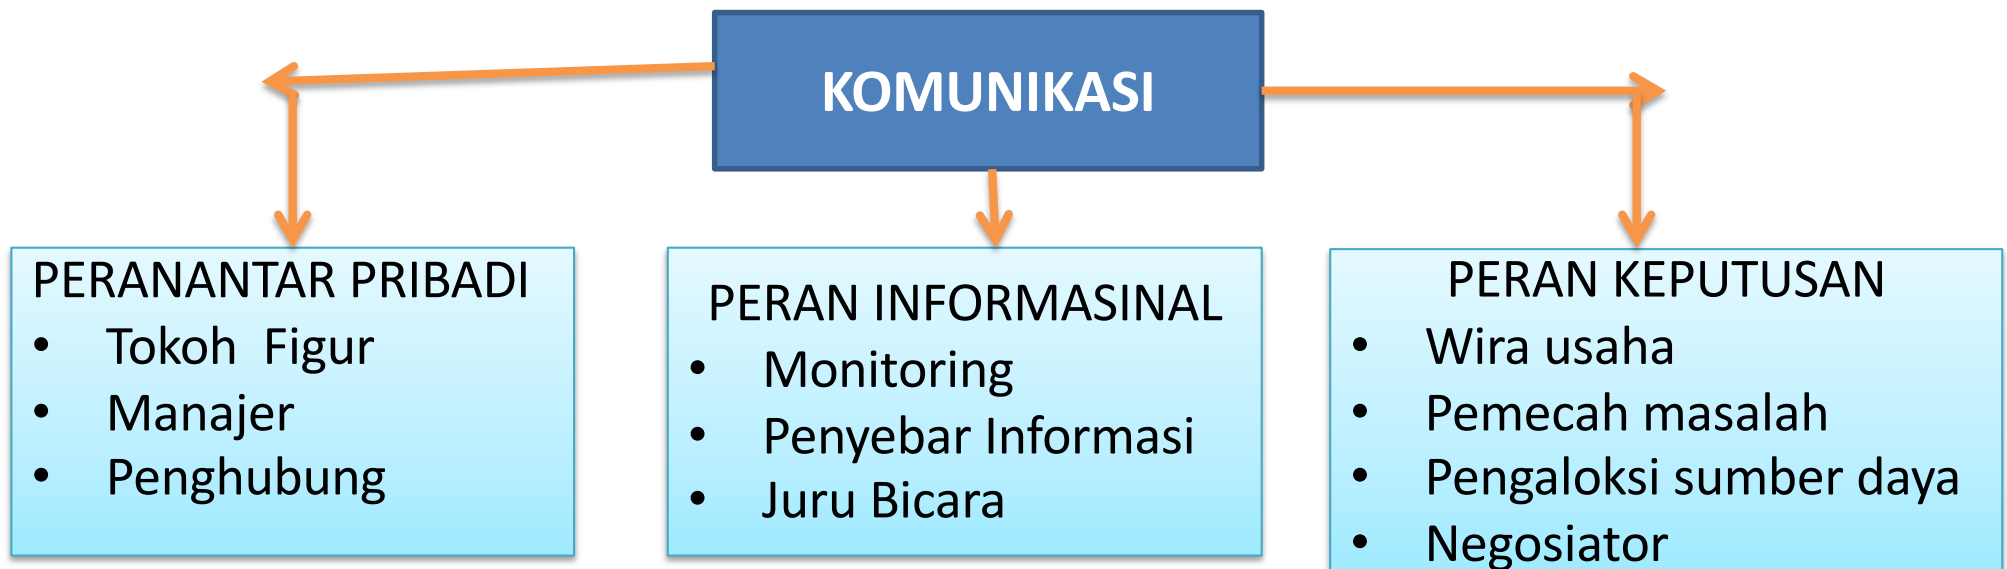 KOMUNIKASI
PERANANTAR PRIBADI
• Tokoh Figur
• Manajer
• Penghubung
PERAN INFORMASINAL
• Monitoring
• Penyebar Informasi
• Juru Bicara
PERAN KEPUTUSAN
• Wira usaha
• Pemecah masalah
• Pengaloksi sumber daya
• Negosiator